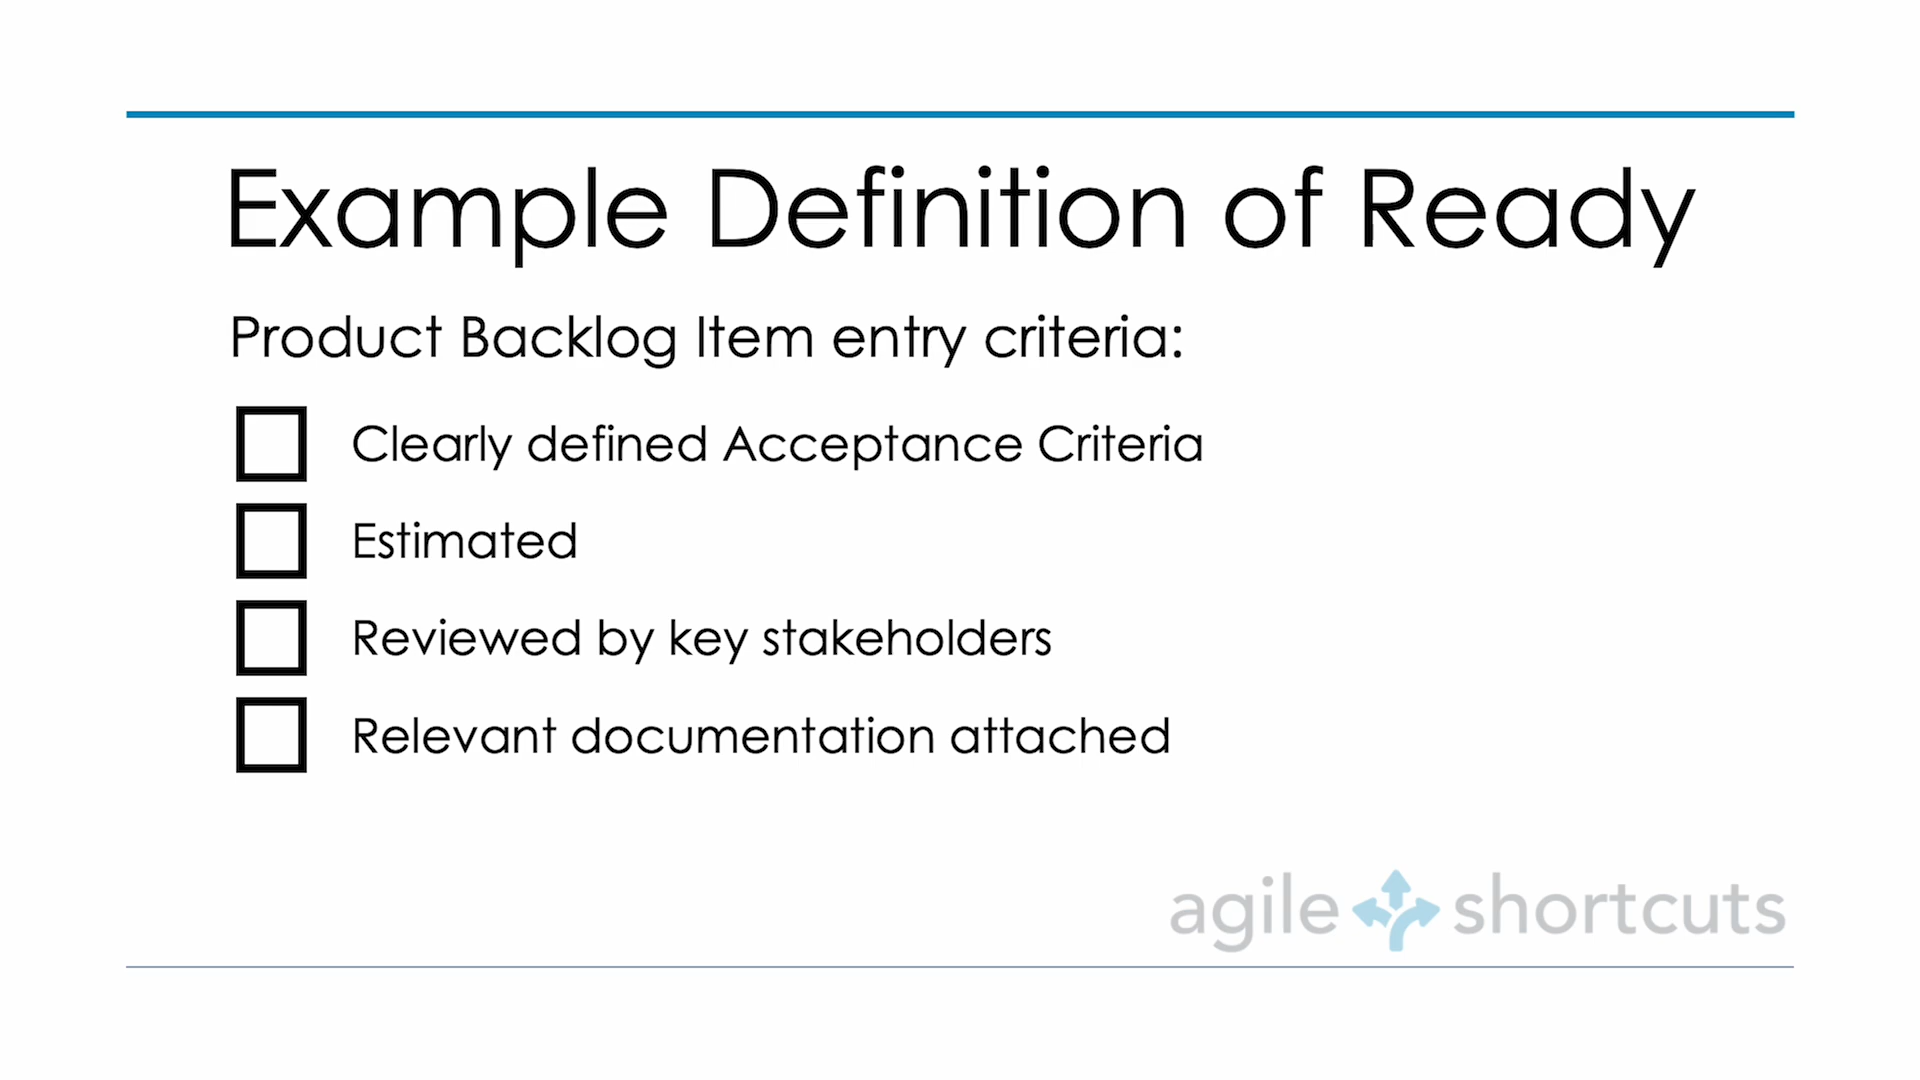 Example Definition of Ready
Product Backlog Item entry criteria:
Clearly defined Acceptance Criteria
Estimated
Reviewed by key stakeholders
Relevant documentation attached
agile shortcuts